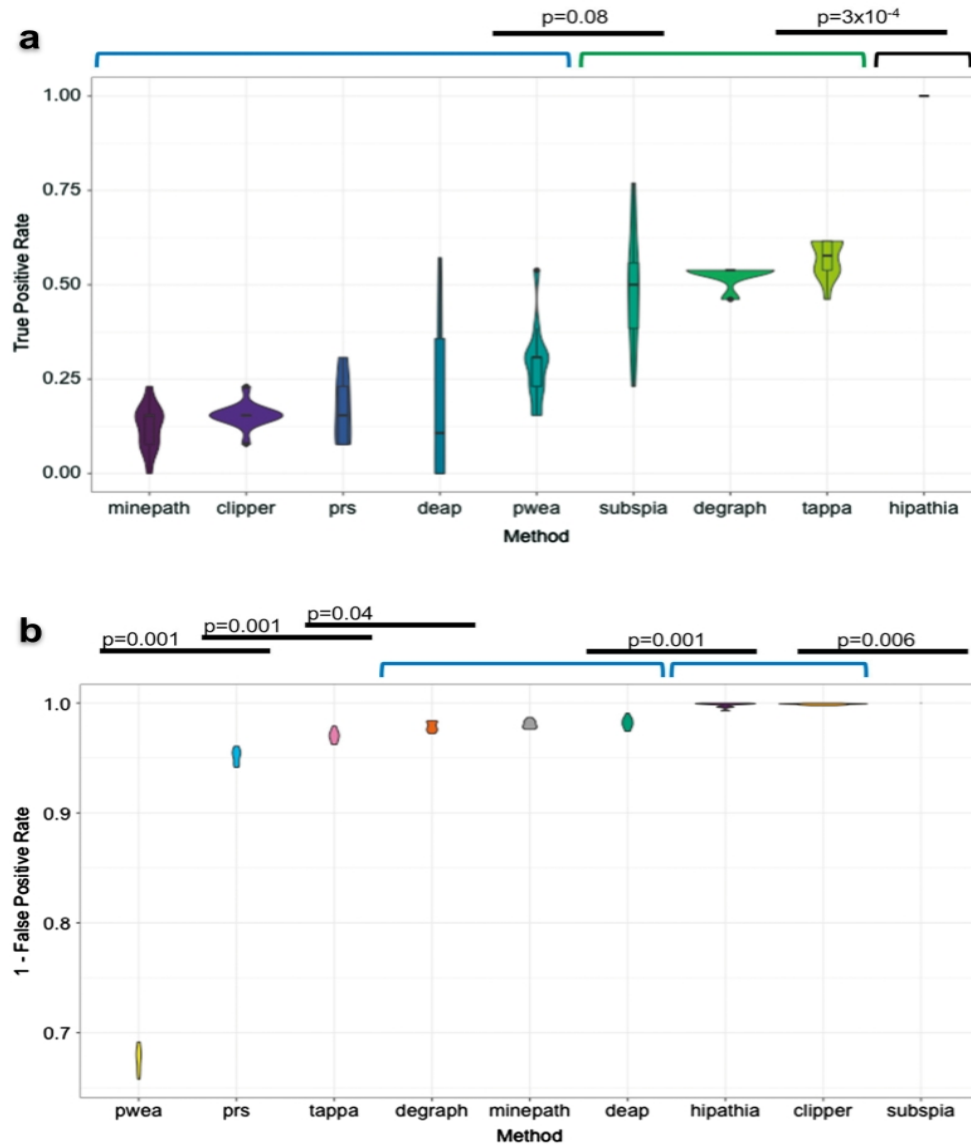 a
p=0.08
p=3x10⁻⁴
1.00
0.75
0.50
0.25
0.00
True Positive Rate
minepath clipper prs deap pwea subspia degraph tappa hipathia
Method
b
p=0.001
p=0.001
p=0.04
p=0.001
p=0.006
1.0
0.9
0.8
0.7
1 - False Positive Rate
pwea prs tappa degraph minepath deap hipathia clipper subspia
Method